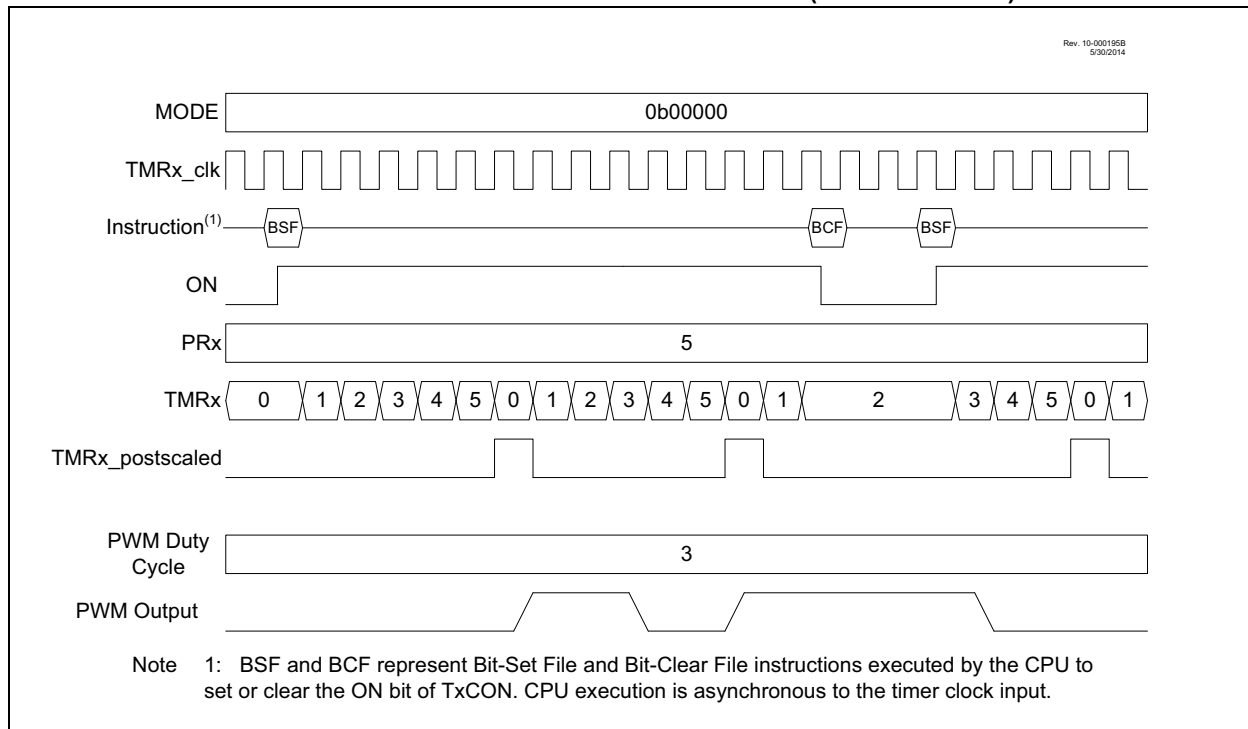 Rev. 10-000195B
5/30/2014
MODE 0b00000
TMRx_clk
Instruction(1) BSF BCF BSF
ON
PRx 5
TMRx 0 1 2 3 4 5 0 1 2 3 4 5 0 1 2 3 4 5 0 1
TMRx_postscaled
PWM Duty
Cycle 3
PWM Output
Note 1: BSF and BCF represent Bit-Set File and Bit-Clear File instructions executed by the CPU to
set or clear the ON bit of TxCON. CPU execution is asynchronous to the timer clock input.